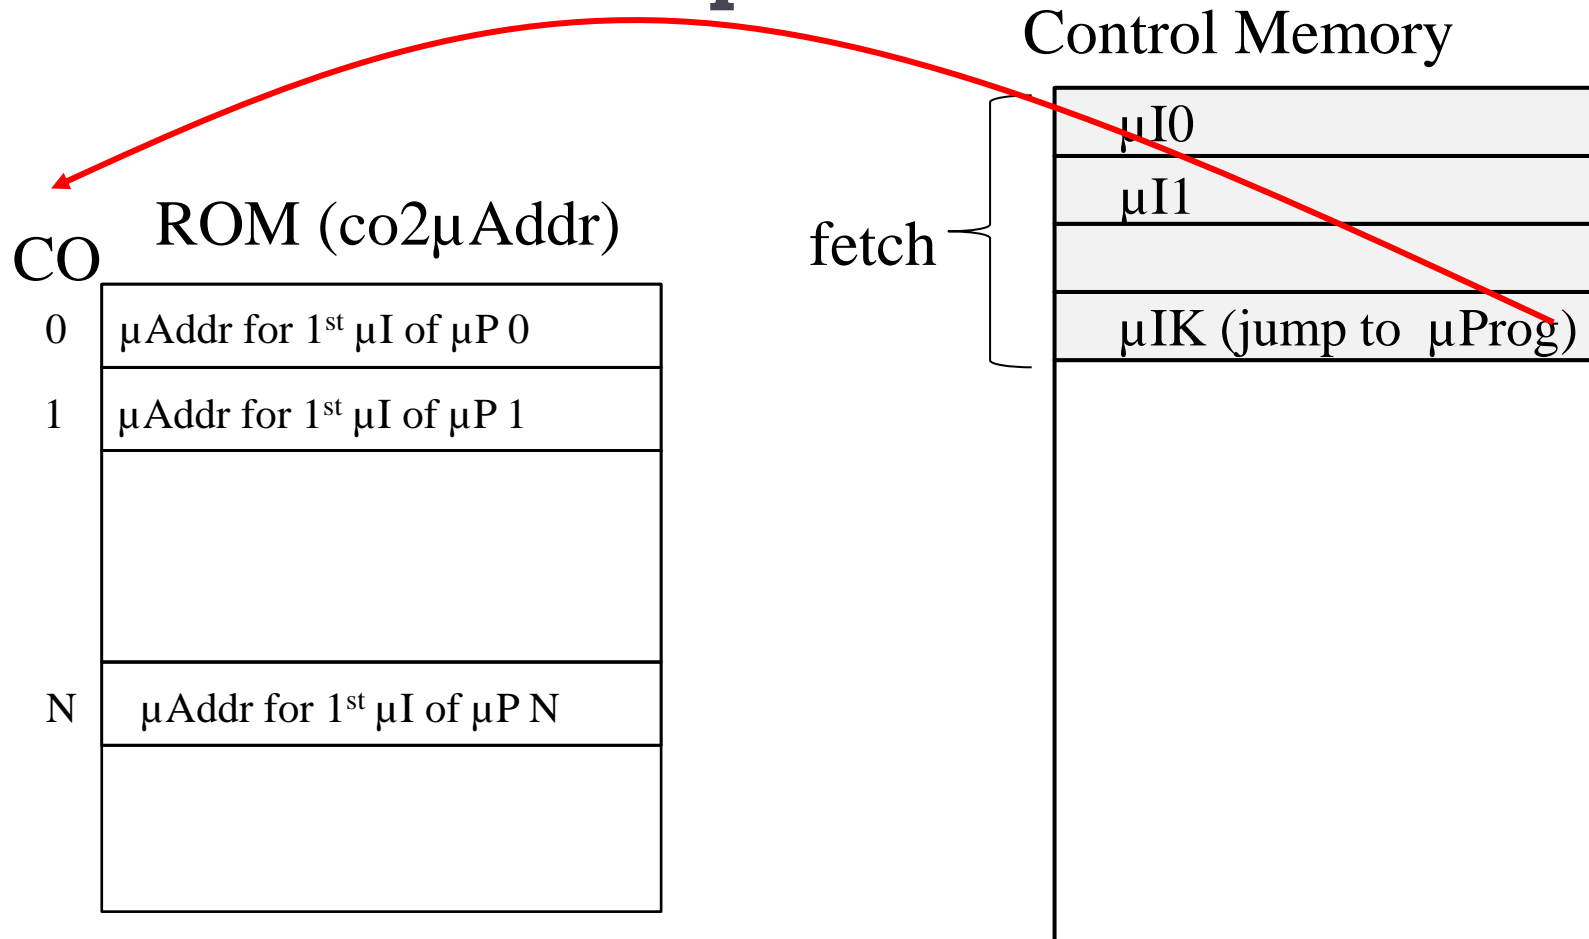 Control Memory
µI0
µI1
fetch
µIK (jump to µProg)
ROM (co2µAddr)
CO
0 µAddr for 1st µI of µP 0
1 µAddr for 1st µI of µP 1
N µAddr for 1st µI of µP N